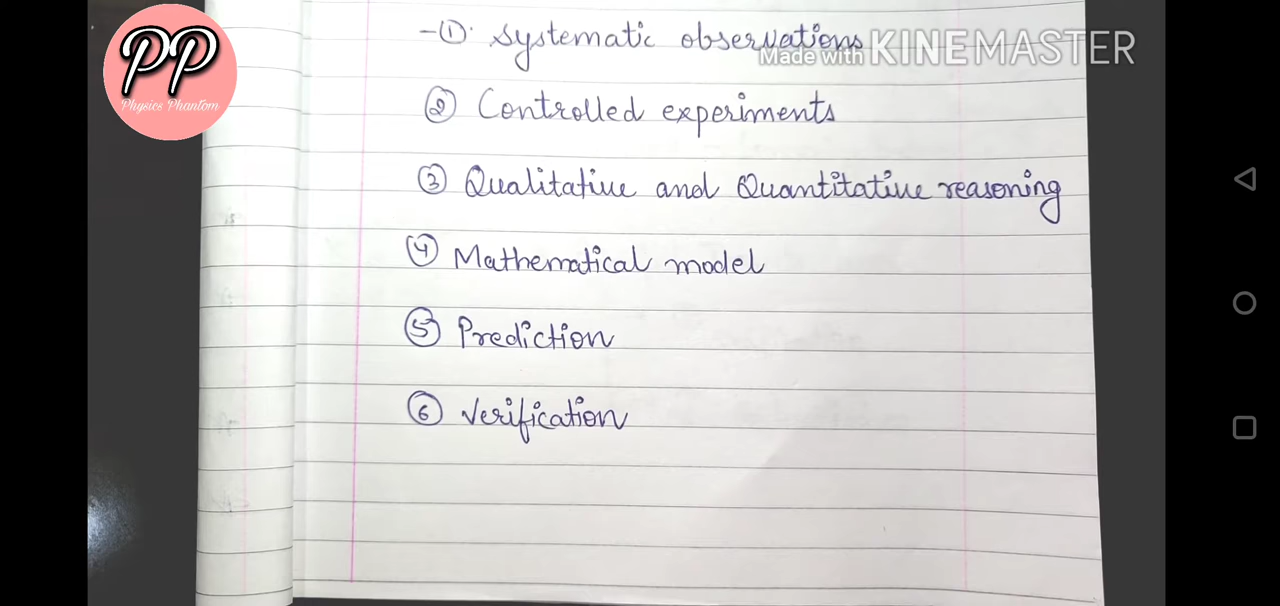 PP
Physics Phantom
-① Systematic observations
Made with KINEMASTER
② Controlled experiments
③ Qualitative and Quantitative reasoning
④ Mathematical model
⑤ Prediction
⑥ Verification